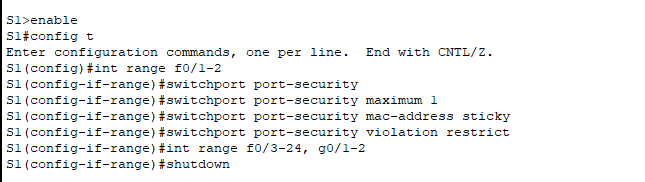 S1>enable
S1#config t
Enter configuration commands, one per line.  End with CNTL/Z.
S1(config)#int range f0/1-2
S1(config-if-range)#switchport port-security
S1(config-if-range)#switchport port-security maximum 1
S1(config-if-range)#switchport port-security mac-address sticky
S1(config-if-range)#switchport port-security violation restrict
S1(config-if-range)#int range f0/3-24, g0/1-2
S1(config-if-range)#shutdown